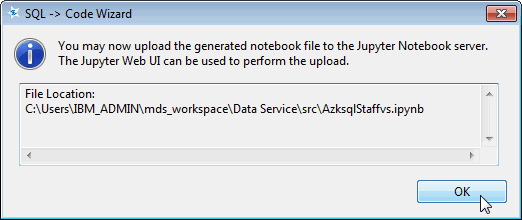 SQL -> Code Wizard
You may now upload the generated notebook file to the Jupyter Notebook server.
The Jupyter Web UI can be used to perform the upload.
File Location:
C:\Users\IBM_ADMIN\mds_workspace\Data Service\src\AzksqlStaffvs.ipynb
OK